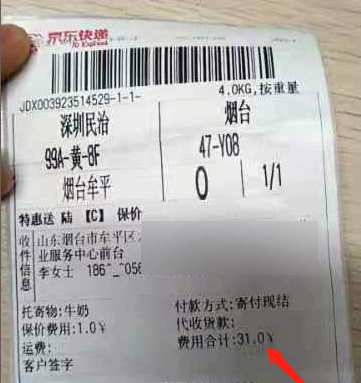 京东快递
JD Express
JDX003923514529-1-1-
4.0KG,按重量
深圳民治
烟台
99A-黄-8F
47-Y08
烟台牟平
0
1/1
特惠送 陆 【C】 保价
收件信息
山东烟台市牟平区
业服务中心前台
李女士 186^_^056
托寄物:牛奶
付款方式:寄付现结
保价费用:1.0¥
代收货款:
运费:
费用合计:31.0¥
客户签字